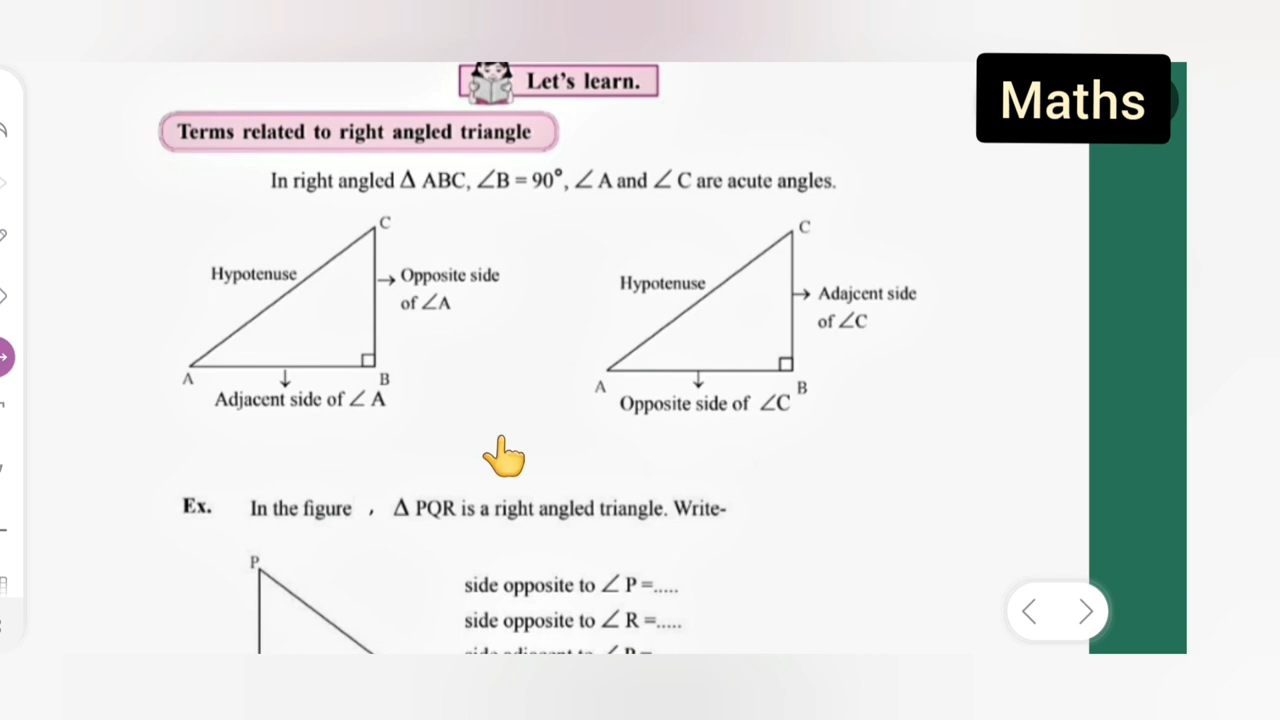 Maths
Let's learn.
Terms related to right angled triangle
In right angled Δ ABC, ∠B = 90°, ∠ A and ∠ C are acute angles.
C
Hypotenuse
Opposite side
of ∠A
A
B
Adjacent side of ∠ A
C
Hypotenuse
Adajcent side
of ∠C
A
B
Opposite side of ∠C
Ex. In the figure , Δ PQR is a right angled triangle. Write-
P
side opposite to ∠ P =.....
side opposite to ∠ R =.....